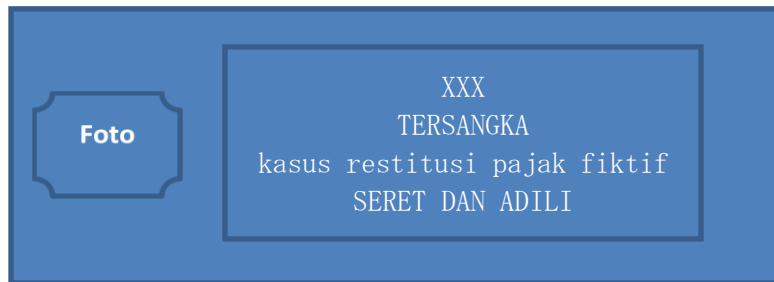 Foto
XXX
TERSANGKA
kasus restitusi pajak fiktif
SERET DAN ADILI